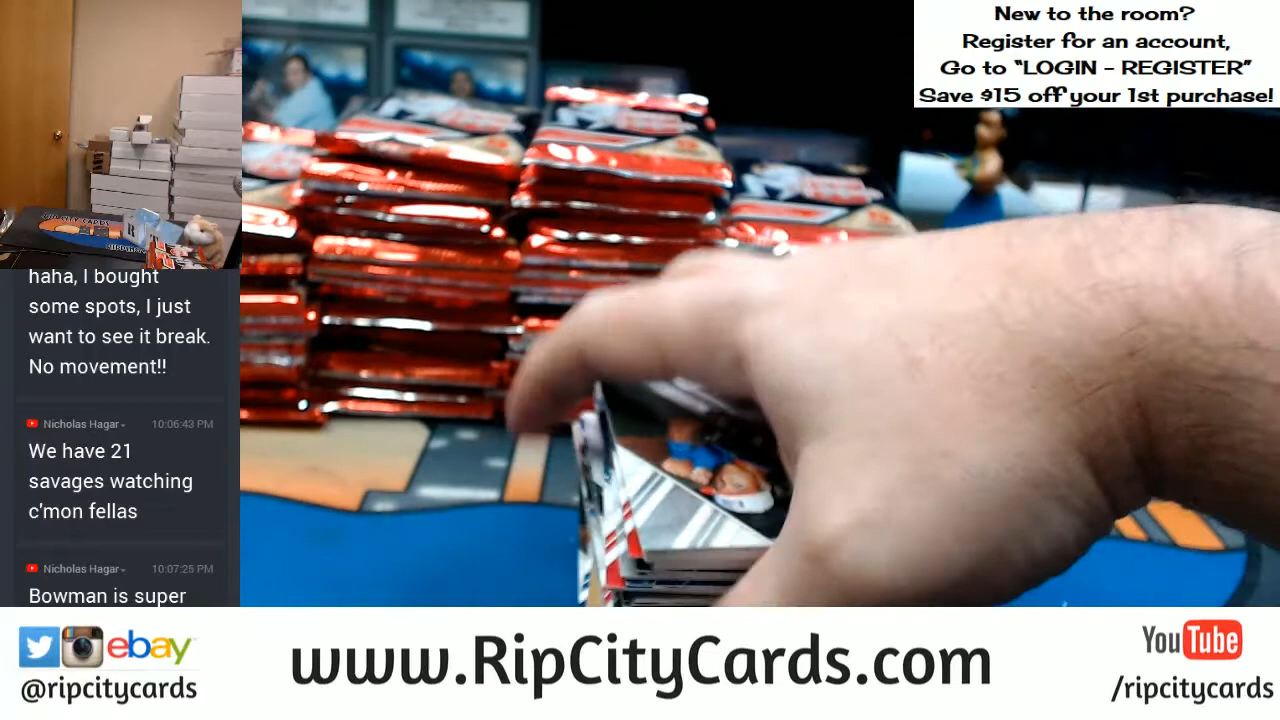 New to the room?
Register for an account,
Go to “LOGIN - REGISTER”
Save $15 off your 1st purchase!
haha, I bought
some spots, I just
want to see it break.
No movement!!
Nicholas Hagar 10:06:43 PM
We have 21
savages watching
c'mon fellas
Nicholas Hagar 10:07:25 PM
Bowman is super
ebay
@ripcitycards
www.RipCityCards.com
YouTube
/ripcitycards